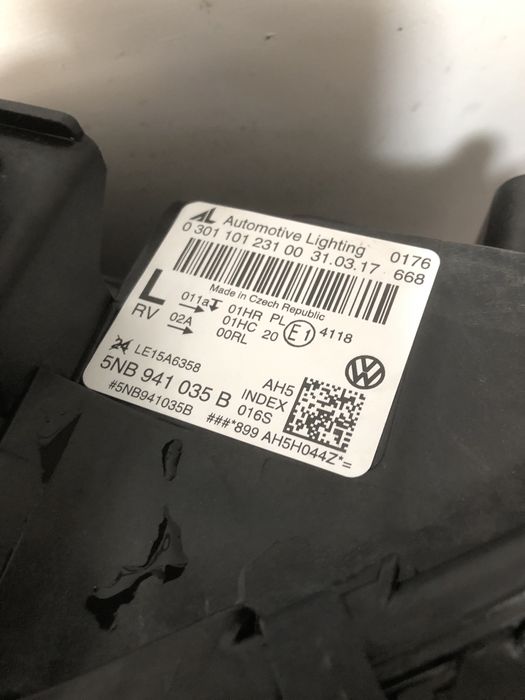 AL Automotive Lighting 0176
0 301 101 231 00 31.03.17 668
Made in Czech Republic
L 011a 01HR PL E1 4118
RV 02A 01HC 20
00RL
24 LE15A6358
5NB 941 035 B AH5
#5NB941035B INDEX 016S
###*899 AH5H044Z*=
VW